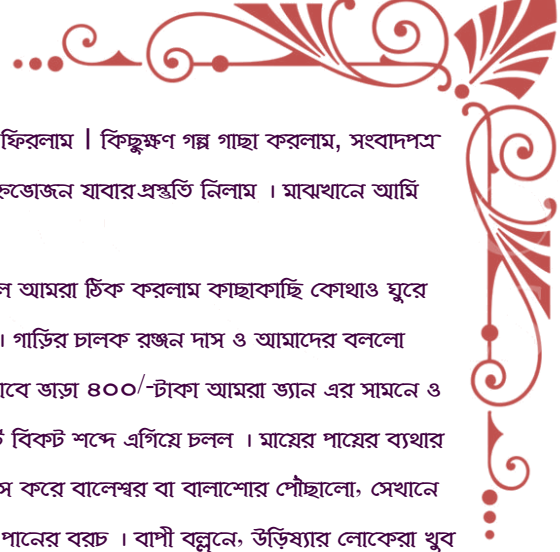 ফিরলাম | কিছুক্ষণ গল্প গাছা করলাম, সংবাদপত্র
যাবার প্রস্তুতি নিলাম । মাঝখানে আমি
আমরা ঠিক করলাম কাছাকাছি কোথাও ঘুরে
। গাড়ির চালক রঞ্জন দাস ও আমাদের বললো
ভাড়া ৪০০/-টাকা আমরা ভ্যান এর সামনে ও
বিকট শব্দে এগিয়ে চলল । মায়ের পায়ের ব্যথার
করে বালেশ্বর বা বালাশোর পৌঁছালো, সেখানে
পানের বরচ । বাপী বল্লনে, উড়িষ্যার লোকেরা খুব